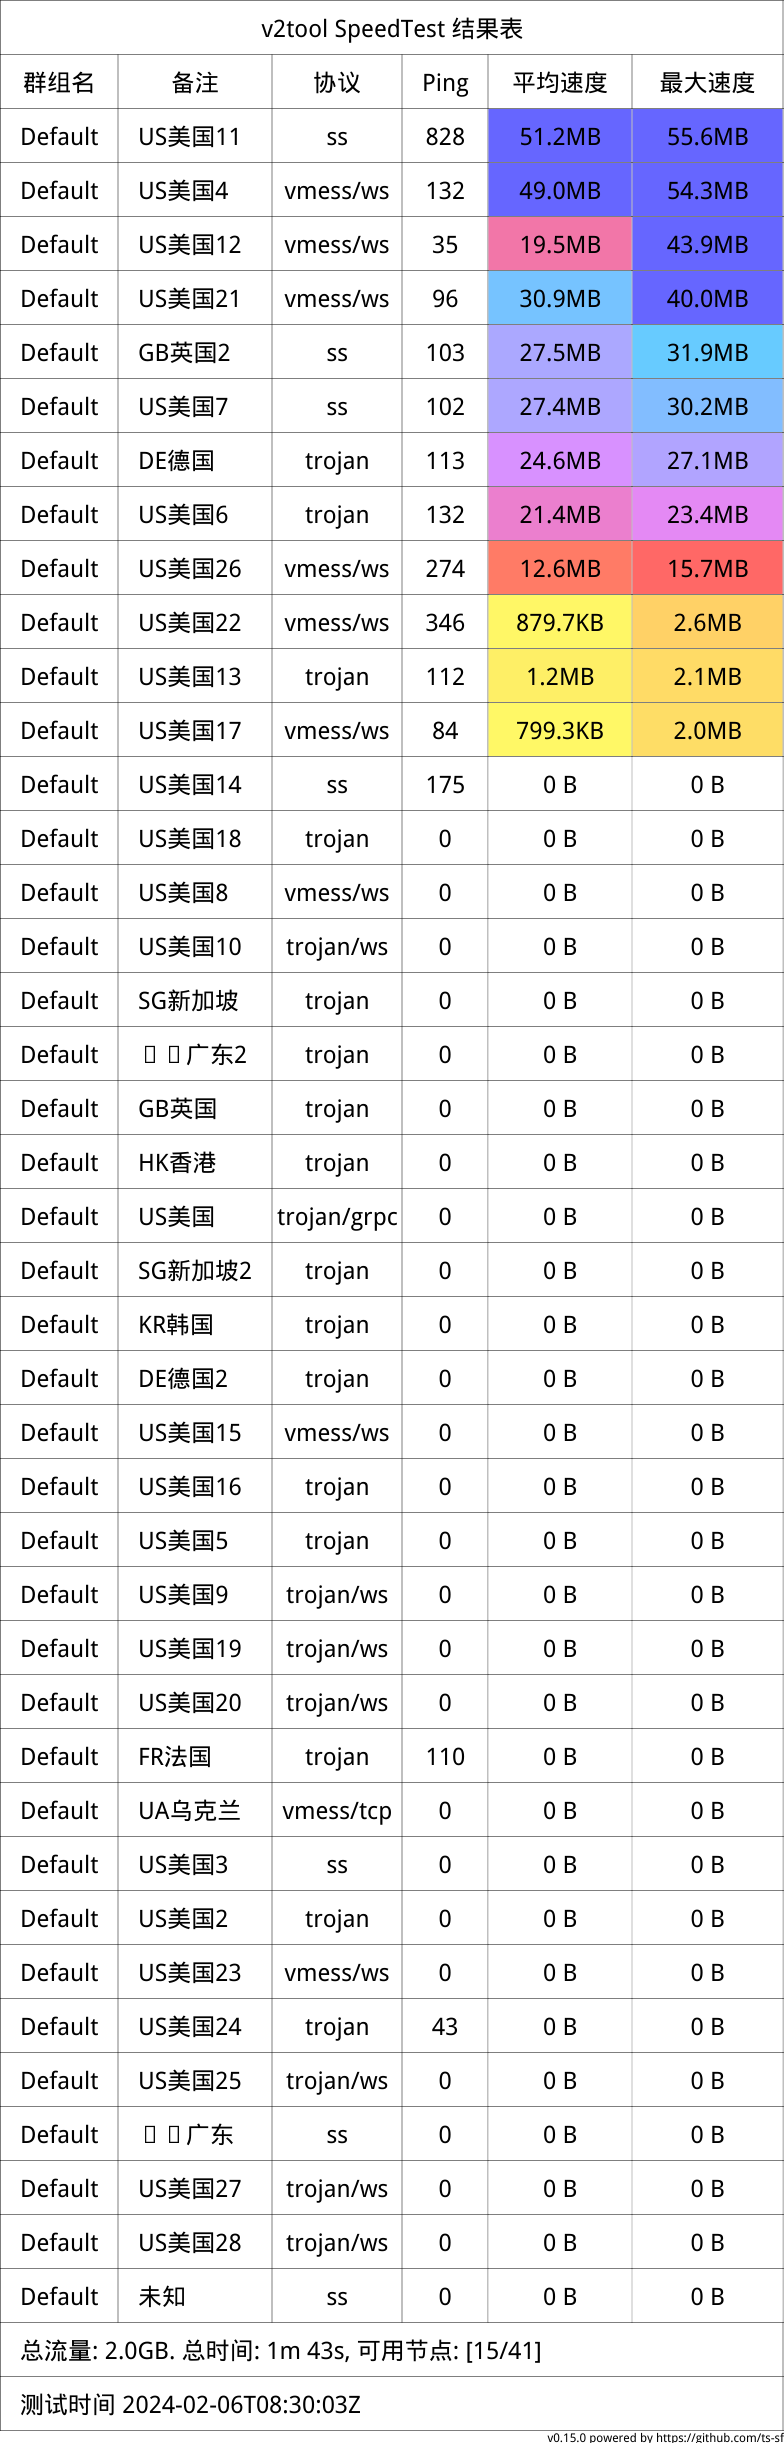 v2tool SpeedTest 结果表
群组名 备注 协议 Ping 平均速度 最大速度
Default US美国11 ss 828 51.2MB 55.6MB
Default US美国4 vmess/ws 132 49.0MB 54.3MB
Default US美国12 vmess/ws 35 19.5MB 43.9MB
Default US美国21 vmess/ws 96 30.9MB 40.0MB
Default GB英国2 ss 103 27.5MB 31.9MB
Default US美国7 ss 102 27.4MB 30.2MB
Default DE德国 trojan 113 24.6MB 27.1MB
Default US美国6 trojan 132 21.4MB 23.4MB
Default US美国26 vmess/ws 274 12.6MB 15.7MB
Default US美国22 vmess/ws 346 879.7KB 2.6MB
Default US美国13 trojan 112 1.2MB 2.1MB
Default US美国17 vmess/ws 84 799.3KB 2.0MB
Default US美国14 ss 175 0 B 0 B
Default US美国18 trojan 0 0 B 0 B
Default US美国8 vmess/ws 0 0 B 0 B
Default US美国10 trojan/ws 0 0 B 0 B
Default SG新加坡 trojan 0 0 B 0 B
Default 广东2 trojan 0 0 B 0 B
Default GB英国 trojan 0 0 B 0 B
Default HK香港 trojan 0 0 B 0 B
Default US美国 trojan/grpc 0 0 B 0 B
Default SG新加坡2 trojan 0 0 B 0 B
Default KR韩国 trojan 0 0 B 0 B
Default DE德国2 trojan 0 0 B 0 B
Default US美国15 vmess/ws 0 0 B 0 B
Default US美国16 trojan 0 0 B 0 B
Default US美国5 trojan 0 0 B 0 B
Default US美国9 trojan/ws 0 0 B 0 B
Default US美国19 trojan/ws 0 0 B 0 B
Default US美国20 trojan/ws 0 0 B 0 B
Default FR法国 trojan 110 0 B 0 B
Default UA乌克兰 vmess/tcp 0 0 B 0 B
Default US美国3 ss 0 0 B 0 B
Default US美国2 trojan 0 0 B 0 B
Default US美国23 vmess/ws 0 0 B 0 B
Default US美国24 trojan 43 0 B 0 B
Default US美国25 trojan/ws 0 0 B 0 B
Default 广东 ss 0 0 B 0 B
Default US美国27 trojan/ws 0 0 B 0 B
Default US美国28 trojan/ws 0 0 B 0 B
Default 未知 ss 0 0 B 0 B
总流量: 2.0GB. 总时间: 1m 43s, 可用节点: [15/41]
测试时间 2024-02-06T08:30:03Z
v0.15.0 powered by https://github.com/ts-sf